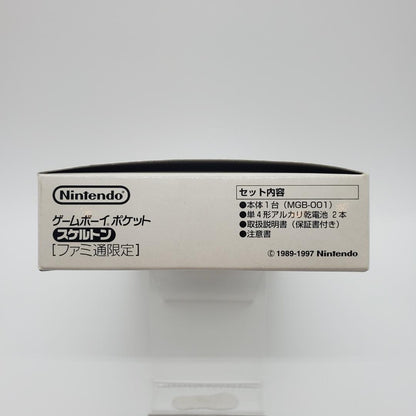 Nintendo®
ゲームボーイ ポケット
スケルトン
[ファミ通限定]
セット内容
●本体1台(MGB-001)
●単4形アルカリ乾電池 2本
●取扱説明書(保証書付き)
●注意書
© 1989-1997 Nintendo